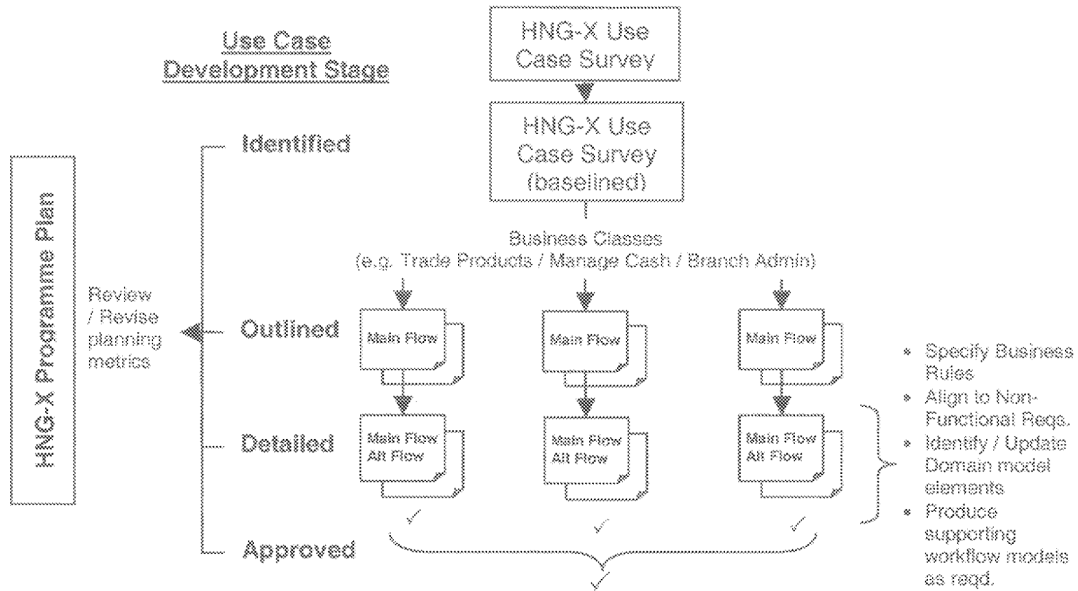 Use Case
Development Stage
HNG-X Use
Case Survey
HNG-X Use
Case Survey
(baselined)
Identified
HNG-X Programme Plan
Business Classes
(e.g. Trade Products / Manage Cash / Branch Admin)
Review
/ Revise
planning
metrics
Outlined
Main Flow
Main Flow
Main Flow
Detailed
Main Flow
Alt Flow
Main Flow
Alt Flow
Main Flow
Alt Flow
• Specify Business
Rules
• Align to Non-
Functional Reqs.
• Identify / Update
Domain model
elements
• Produce
supporting
workflow models
as reqd.
Approved